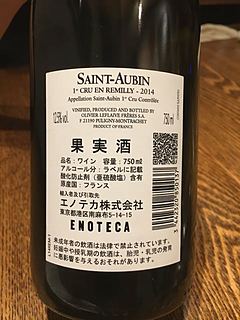 SAINT-AUBIN
1er CRU EN REMILLY - 2014
Appellation Saint-Aubin 1er Cru Contrôlée
12.5% vol.
VINIFIED, PRODUCED AND BOTTLED BY
OLIVIER LEFLAIVE FRÈRES S.A.
F 21190 PULIGNY-MONTRACHET
PRODUCT OF FRANCE
750 ml
果実酒
品名：ワイン 容量：750㎖
アルコール分：ラベルに記載
酸化防止剤（亜硫酸塩）含有
原産国：フランス
輸入者及び引取先
エノテカ株式会社
東京都港区南麻布5-14-15
ENOTECA
未成年者の飲酒は法律で禁止されています。
妊娠中や授乳期の飲酒は、胎児・乳児の発育
に悪影響を与えるおそれがあります。